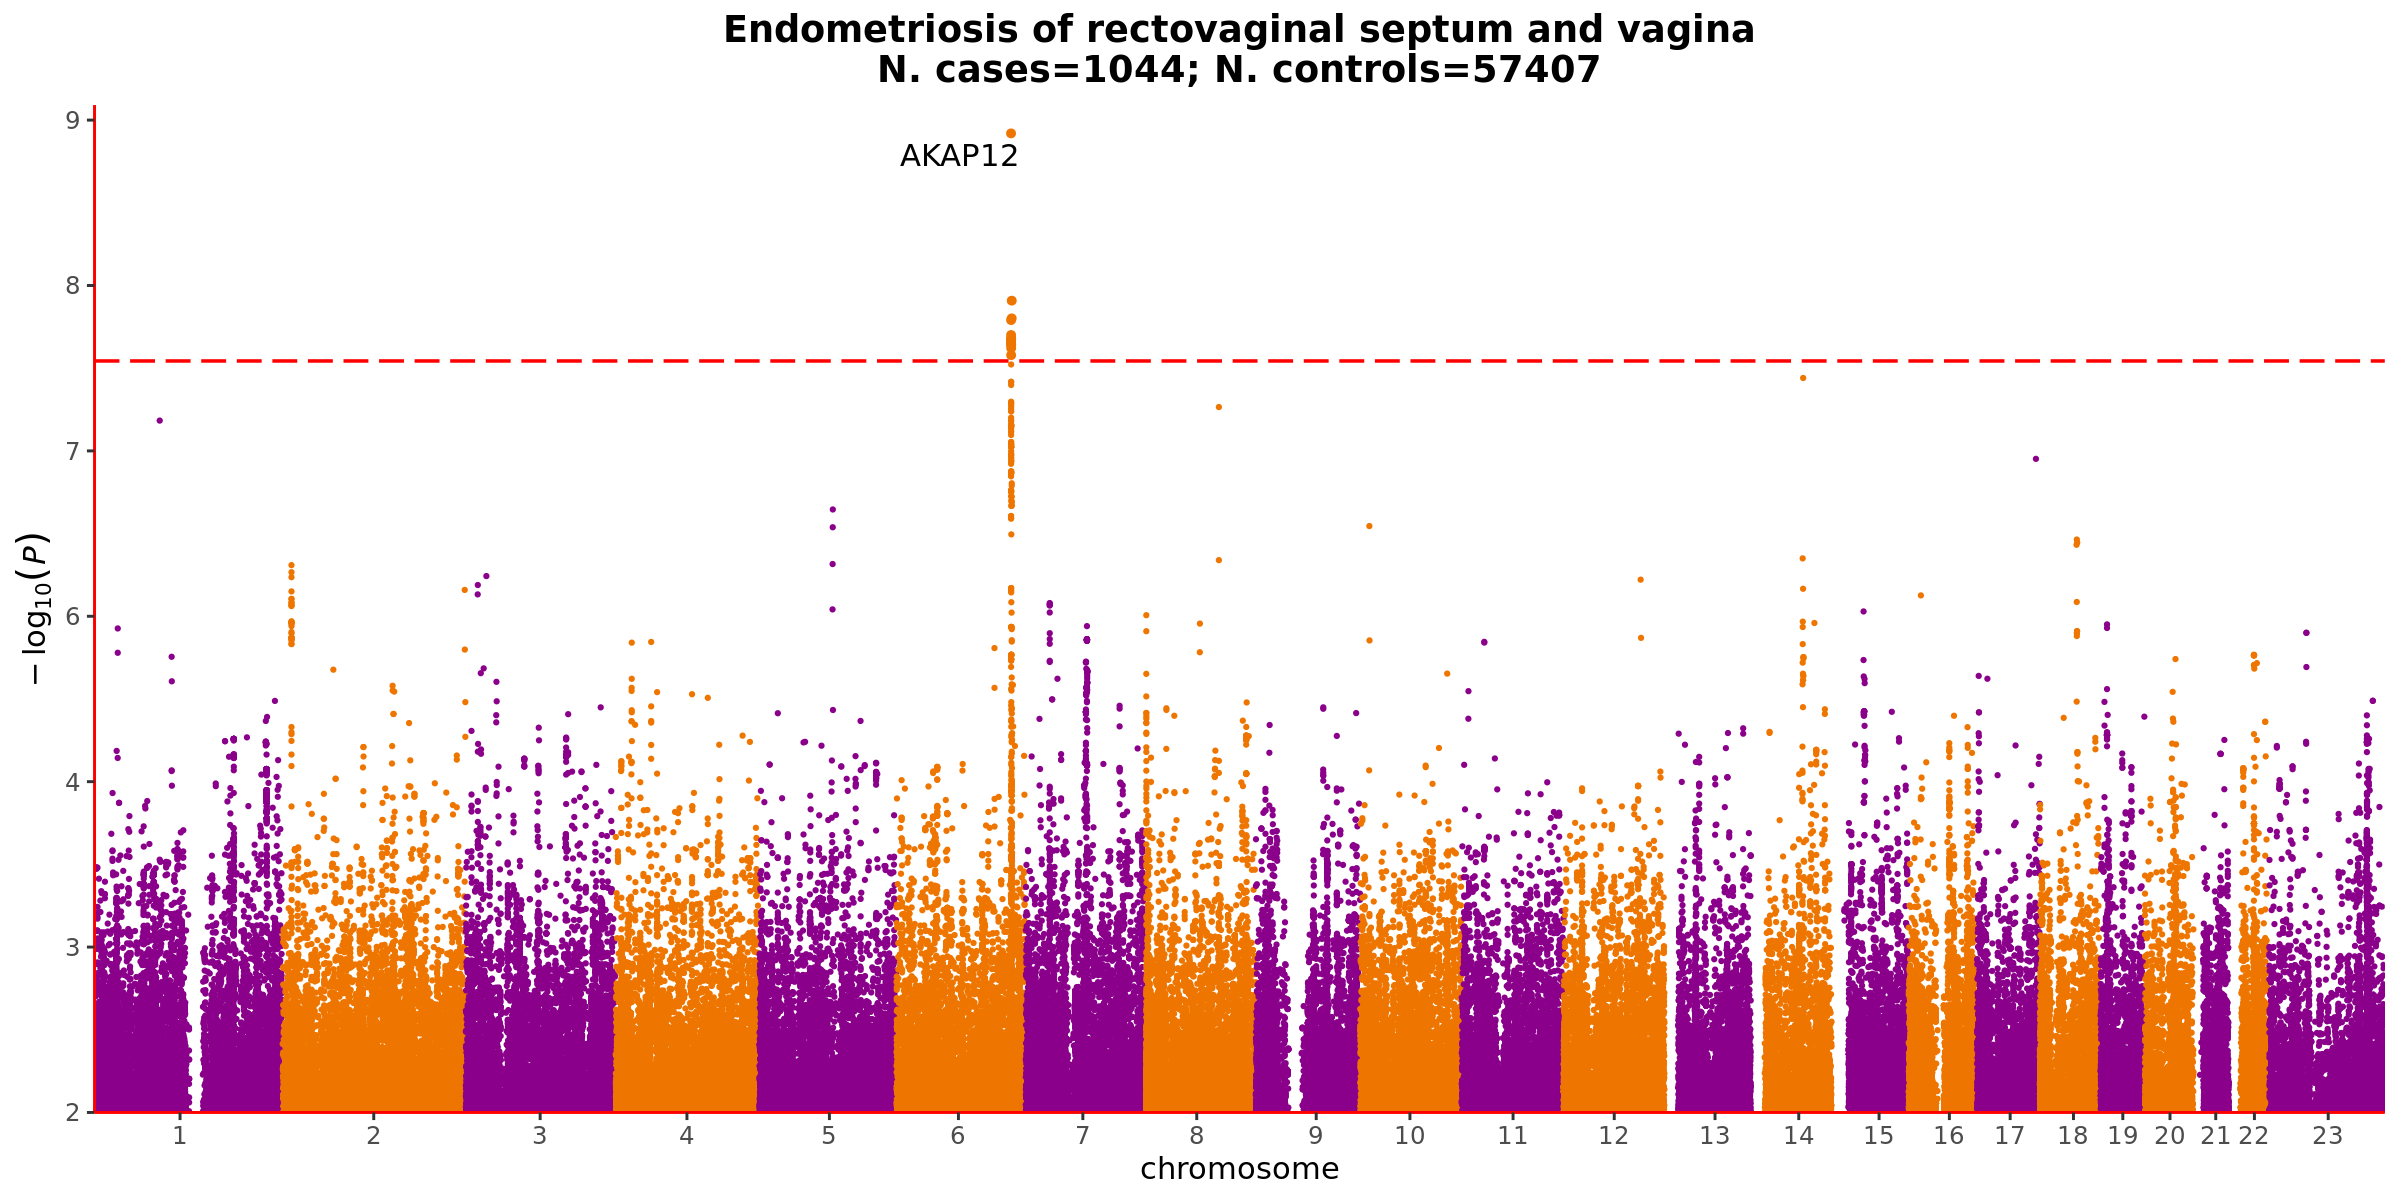 Endometriosis of rectovaginal septum and vagina
N. cases=1044; N. controls=57407
9
AKAP12
8
7
6
5
4
3
2
− log10(P)
1 2 3 4 5 6 7 8 9 10 11 12 13 14 15 16 17 18 19 20 21 22 23
chromosome